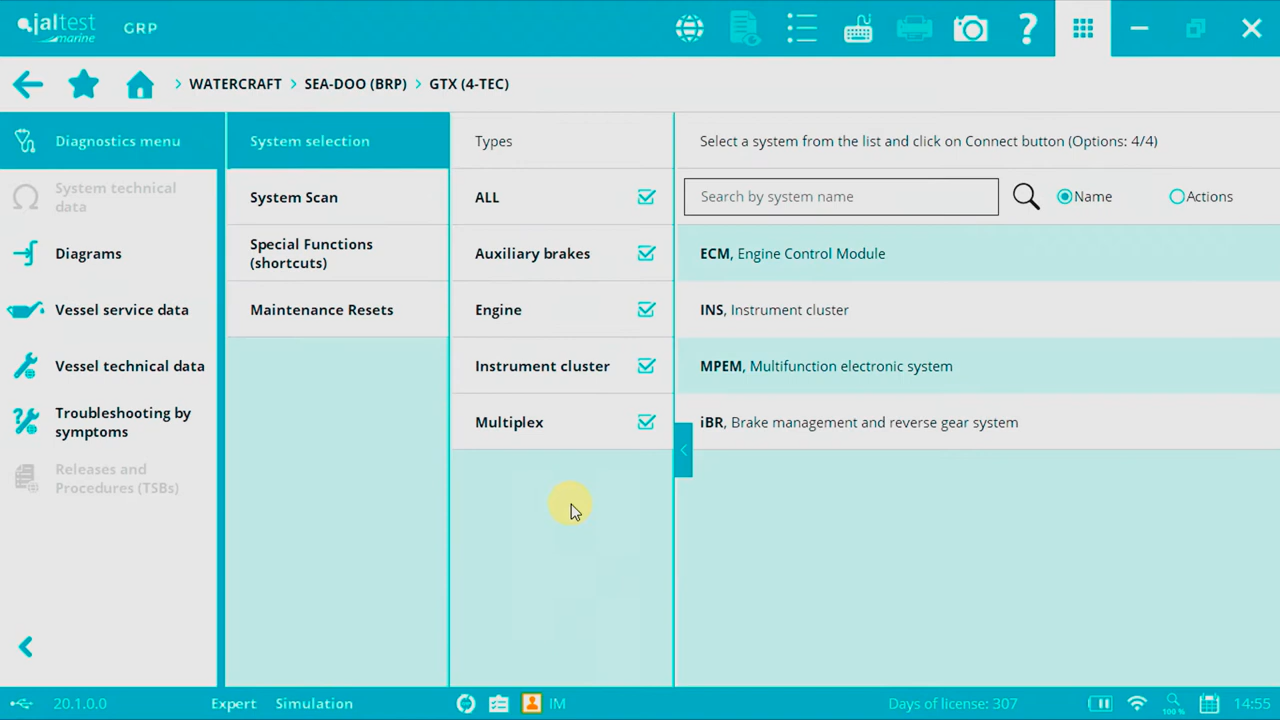 jaltest
marine
GRP
?
> WATERCRAFT > SEA-DOO (BRP) > GTX (4-TEC)
Diagnostics menu
System technical
data
Diagrams
Vessel service data
Vessel technical data
Troubleshooting by
symptoms
Releases and
Procedures (TSBs)
System selection
System Scan
Special Functions
(shortcuts)
Maintenance Resets
Types
ALL
Auxiliary brakes
Engine
Instrument cluster
Multiplex
Select a system from the list and click on Connect button (Options: 4/4)
Search by system name
Name
Actions
ECM, Engine Control Module
INS, Instrument cluster
MPEM, Multifunction electronic system
iBR, Brake management and reverse gear system
20.1.0.0
Expert
Simulation
IM
Days of license: 307
100 %
14:55